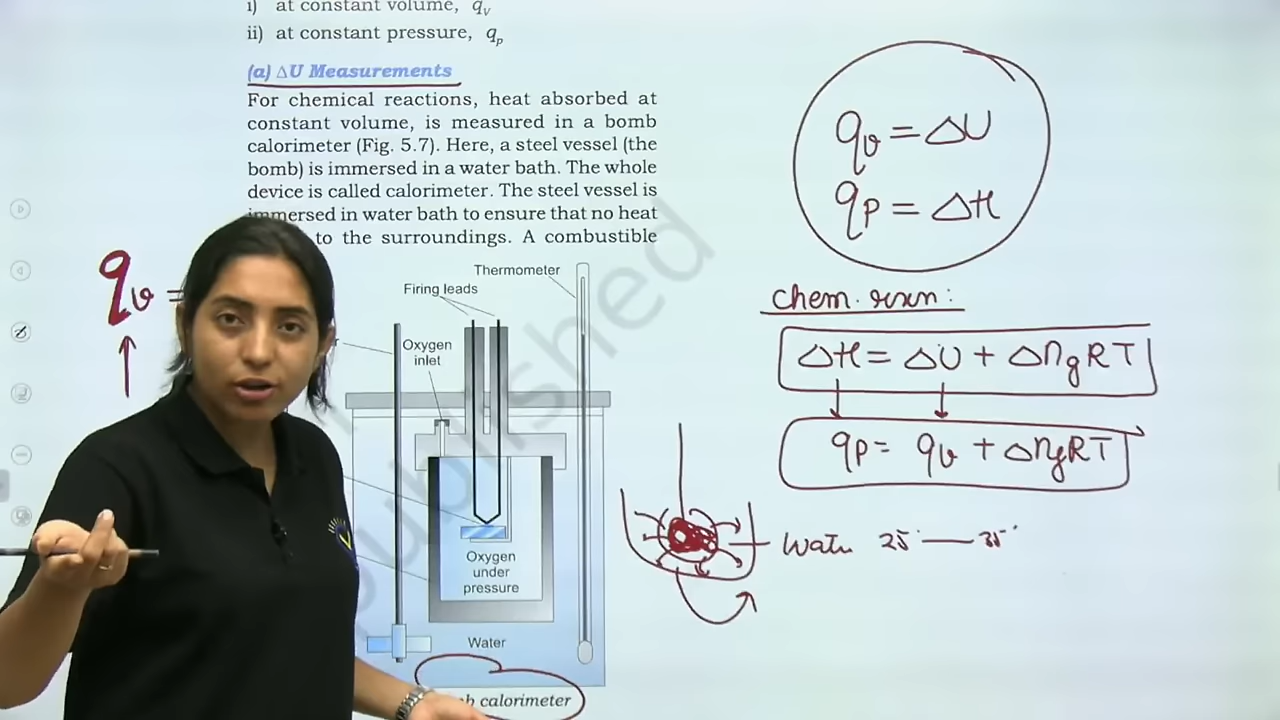 i) at constant volume, qV
ii) at constant pressure, qp
(a) ΔU Measurements
For chemical reactions, heat absorbed at
constant volume, is measured in a bomb
calorimeter (Fig. 5.7). Here, a steel vessel (the
bomb) is immersed in a water bath. The whole
device is called calorimeter. The steel vessel is
immersed in water bath to ensure that no heat
to the surroundings. A combustible
qv =
Thermometer
Firing leads
Oxygen
inlet
Oxygen
under
pressure
Water
calorimeter
published
qv = ΔU
qp = ΔH
Chem. rxn:
ΔH = ΔU + ΔngRT
qp = qv + ΔngRT
Water 25° — 35°